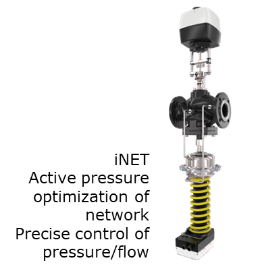 iNET
Active pressure
optimization of
network
Precise control of
pressure/flow